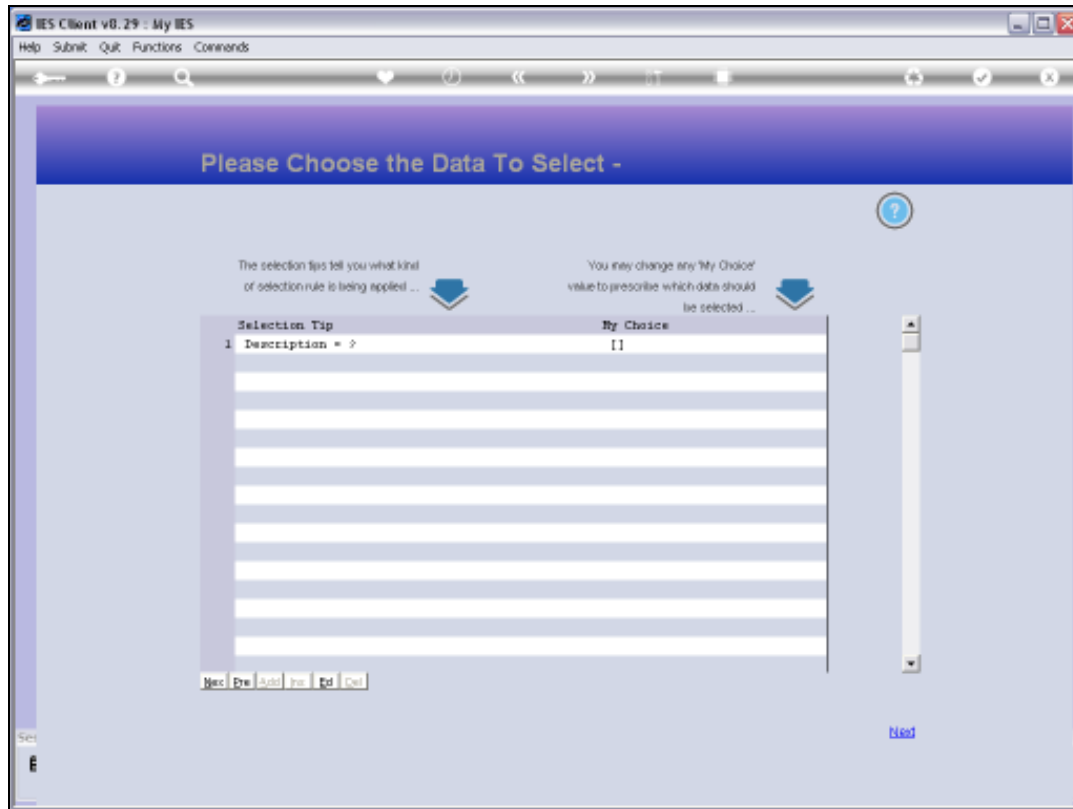 IES Client v8.29 : My IES
Help Submit Quit Functions Commands
Please Choose the Data To Select -
The selection tips tell you what kind
of selection rule is being applied ...
You may change any 'My Choice'
value to prescribe which data should
be selected ...
Selection Tip My Choice
1 Description = ? []
Nex Pre Add Ins Ed Del
Next